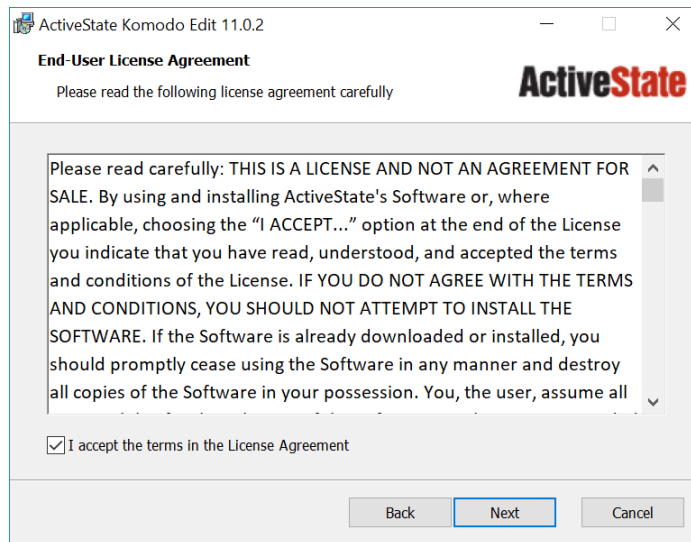 ActiveState Komodo Edit 11.0.2
End-User License Agreement
Please read the following license agreement carefully
ActiveState
Please read carefully: THIS IS A LICENSE AND NOT AN AGREEMENT FOR
SALE. By using and installing ActiveState's Software or, where
applicable, choosing the “I ACCEPT...” option at the end of the License
you indicate that you have read, understood, and accepted the terms
and conditions of the License. IF YOU DO NOT AGREE WITH THE TERMS
AND CONDITIONS, YOU SHOULD NOT ATTEMPT TO INSTALL THE
SOFTWARE. If the Software is already downloaded or installed, you
should promptly cease using the Software in any manner and destroy
all copies of the Software in your possession. You, the user, assume all
I accept the terms in the License Agreement
Back
Next
Cancel